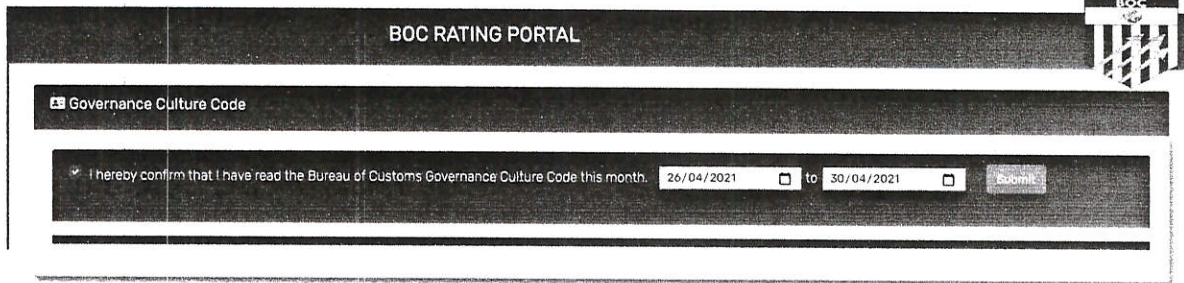 BOC
BOC RATING PORTAL
Governance Culture Code
I hereby confirm that I have read the Bureau of Customs Governance Culture Code this month. 26/04/2021 to 30/04/2021 Submit